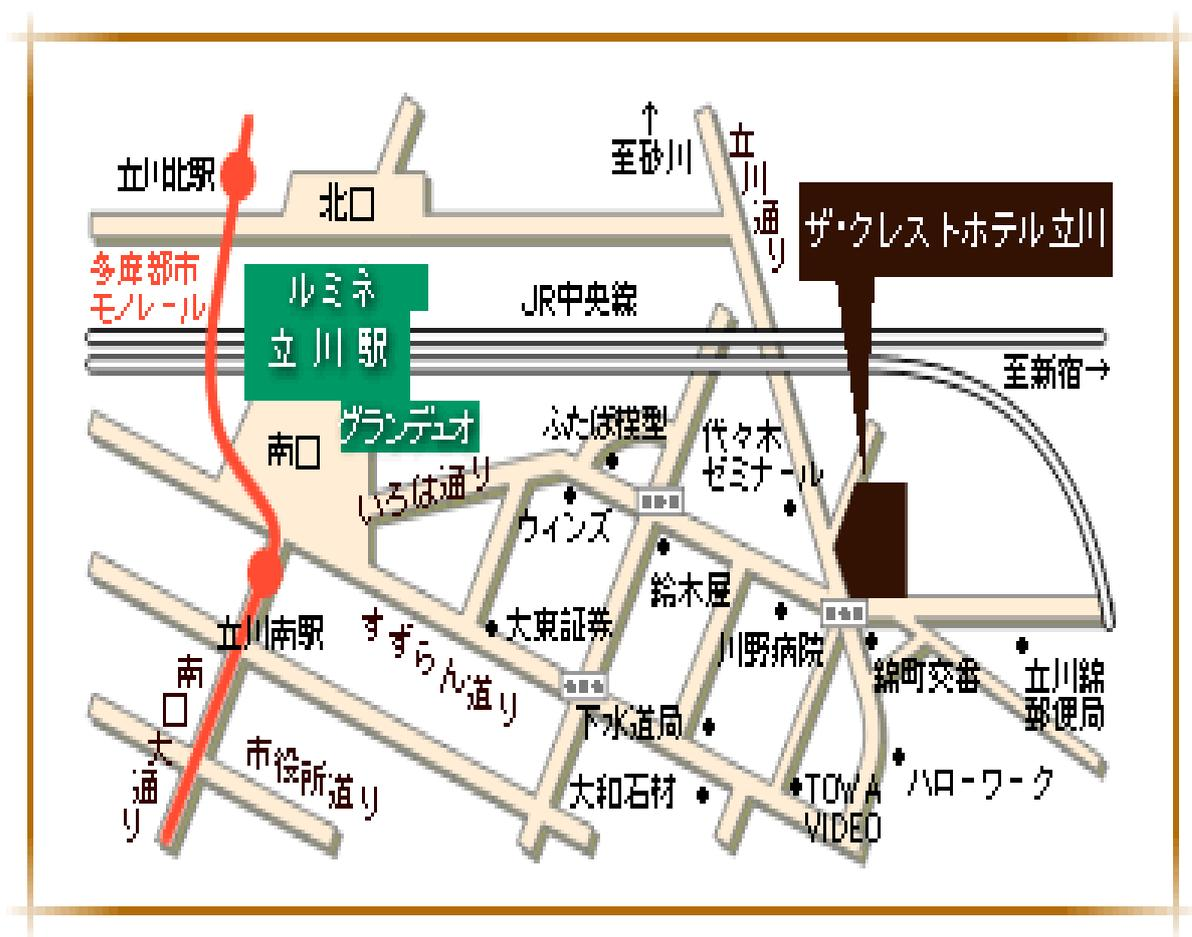 ↑
至砂川
立川通り
立川北駅
北口
ザ・クレストホテル立川
多摩都市
モノレール
ルミネ
立川駅
JR中央線
至新宿→
グランデュオ
南口
ふたば模型
代々木
ゼミナール
いろは通り
ウィンズ
鈴木屋
立川南駅
すずらん通り
大東証券
川野病院
錦町交番
立川錦
郵便局
南口大通り
市役所通り
下水道局
大和石材
TOWA
VIDEO
ハローワーク